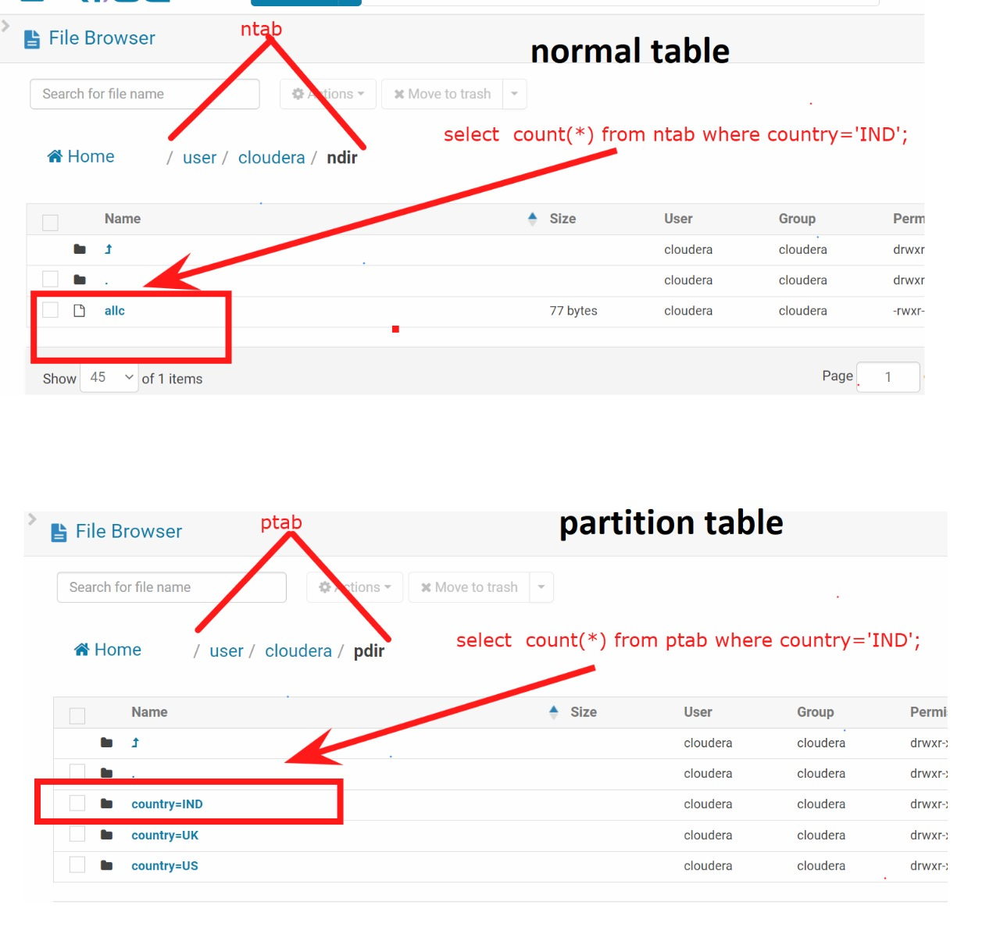 ntab
File Browser
normal table
Search for file name
Actions
Move to trash
select  count(*) from ntab where country='IND';
Home / user / cloudera / ndir
Name Size User Group Perm
cloudera cloudera drwxr
. cloudera cloudera drwxr
allc 77 bytes cloudera cloudera -rwxr-
Show 45 of 1 items Page 1
ptab
File Browser
partition table
Search for file name
Actions
Move to trash
select  count(*) from ptab where country='IND';
Home / user / cloudera / pdir
Name Size User Group Permi
cloudera cloudera drwxr-x
. cloudera cloudera drwxr-x
country=IND cloudera cloudera drwxr-x
country=UK cloudera cloudera drwxr-x
country=US cloudera cloudera drwxr-x